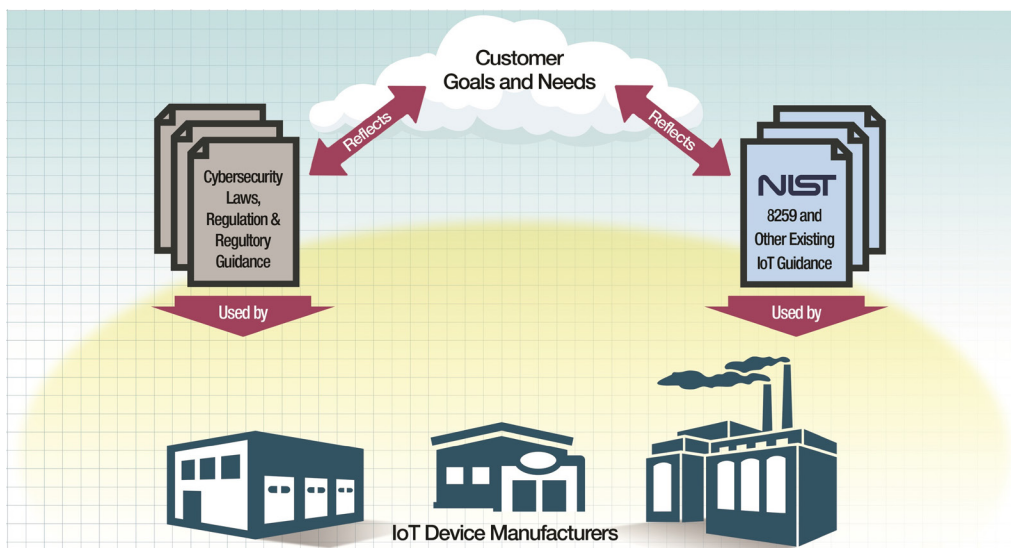 Customer
Goals and Needs
Reflects
Reflects
Cybersecurity
Laws,
Regulation &
Regultory
Guidance
NIST
8259 and
Other Existing
IoT Guidance
Used by
Used by
IoT Device Manufacturers